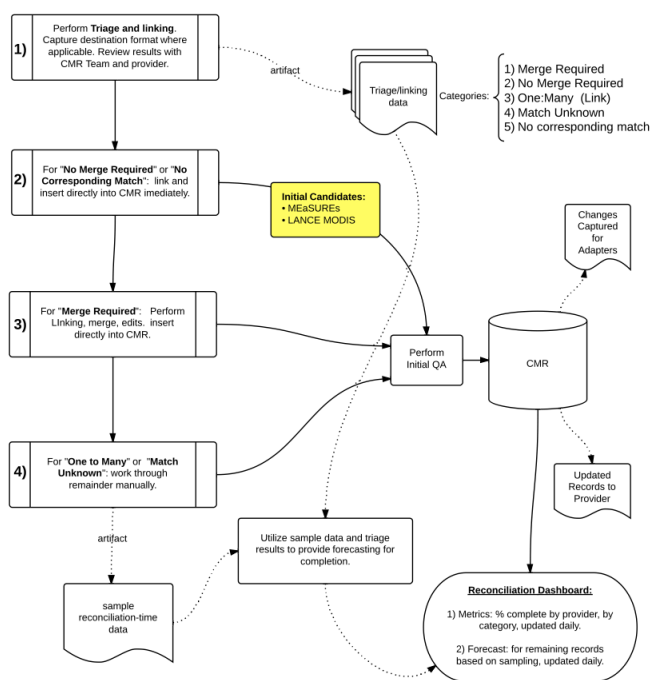 1)
Perform Triage and linking.
Capture destination format where
applicable. Review results with
CMR Team and provider.
artifact
Triage/linking
data
Categories:
1) Merge Required
2) No Merge Required
3) One:Many (Link)
4) Match Unknown
5) No corresponding match
2)
For "No Merge Required" or "No
Corresponding Match": link and
insert directly into CMR imediately.
Initial Candidates:
• MEaSUREs
• LANCE MODIS
Changes
Captured
for
Adapters
3)
For "Merge Required": Perform
LInking, merge, edits. insert
directly into CMR.
Perform
Initial QA
CMR
4)
For "One to Many" or "Match
Unknown": work through
remainder manually.
Updated
Records to
Provider
artifact
Utilize sample data and triage
results to provide forecasting for
completion.
sample
reconciliation-time
data
Reconciliation Dashboard:
1) Metrics: % complete by provider, by
category, updated daily.
2) Forecast: for remaining records
based on sampling, updated daily.